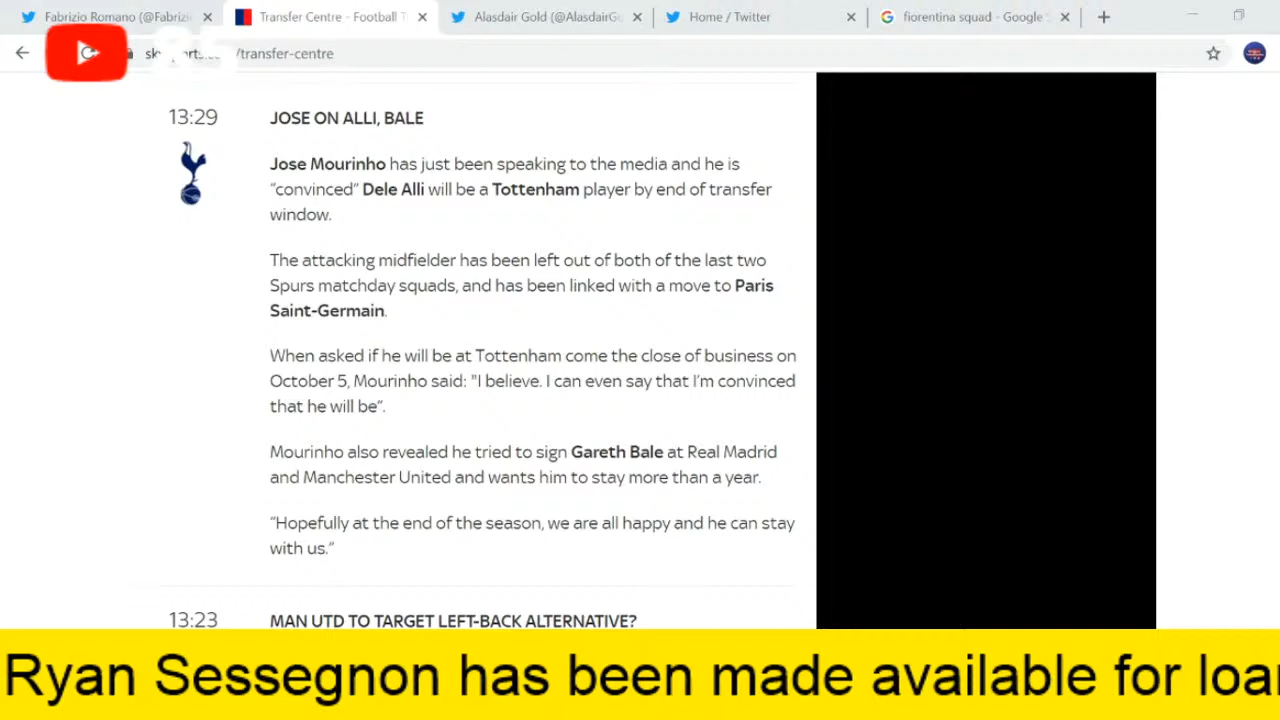 Fabrizio Romano (@Fabrizi
Transfer Centre - Football T
Alasdair Gold (@AlasdairG
Home / Twitter
fiorentina squad - Google S
/transfer-centre
13:29
JOSE ON ALLI, BALE
Jose Mourinho has just been speaking to the media and he is
“convinced” Dele Alli will be a Tottenham player by end of transfer
window.
The attacking midfielder has been left out of both of the last two
Spurs matchday squads, and has been linked with a move to Paris
Saint-Germain.
When asked if he will be at Tottenham come the close of business on
October 5, Mourinho said: "I believe. I can even say that I’m convinced
that he will be”.
Mourinho also revealed he tried to sign Gareth Bale at Real Madrid
and Manchester United and wants him to stay more than a year.
“Hopefully at the end of the season, we are all happy and he can stay
with us.”
13:23
MAN UTD TO TARGET LEFT-BACK ALTERNATIVE?
Ryan Sessegnon has been made available for loa